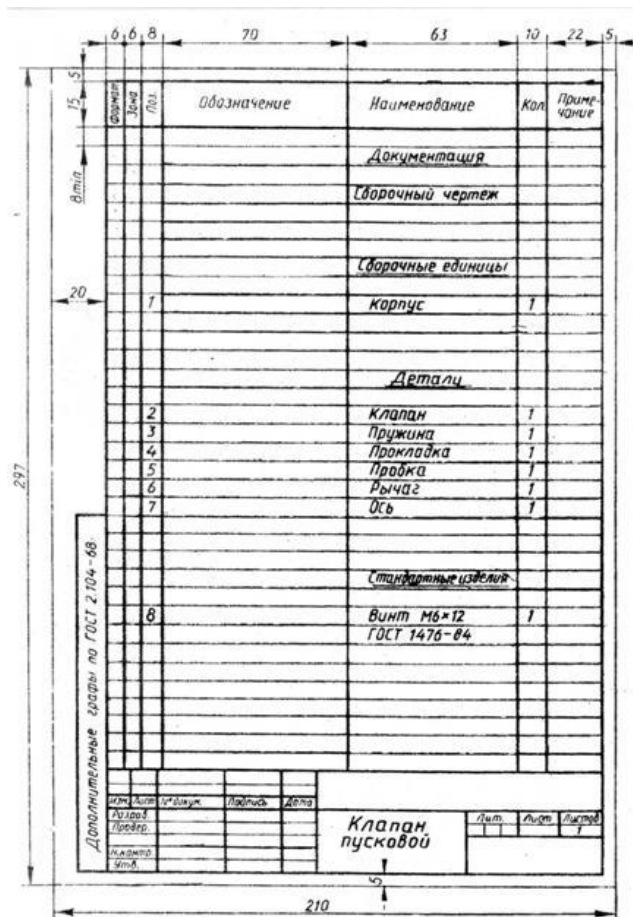 6 6 8 70 63 10 22 5
5
15
Формат Зона Поз. Обозначение Наименование Кол. Приме-
чание
8min
Документация
Сборочный чертеж
Сборочные единицы
20
1 Корпус 1
Детали
2 Клапан 1
3 Пружина 1
4 Прокладка 1
5 Пробка 1
6 Рычаг 1
7 Ось 1
297
Стандартные изделия
8 Винт М6×12 1
ГОСТ 1476-84
Дополнительные графы по ГОСТ 2.104-68.
Изм. Лист № докум. Подпись Дата
Разраб.
Провер.
Н.контр.
Утв.
Клапан
пусковой
Лит. Лист Листов
1
5
210